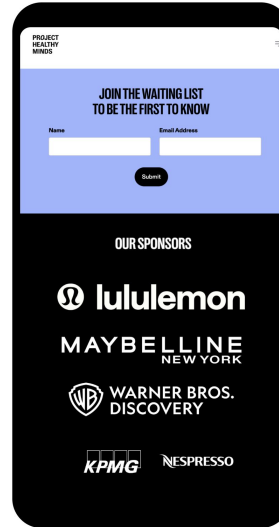 PROJECT
HEALTHY
MINDS
JOIN THE WAITING LIST
TO BE THE FIRST TO KNOW
Name Email Address
Submit
OUR SPONSORS
lululemon
MAYBELLINE
NEW YORK
WB WARNER BROS.
DISCOVERY
KPMG NESPRESSO